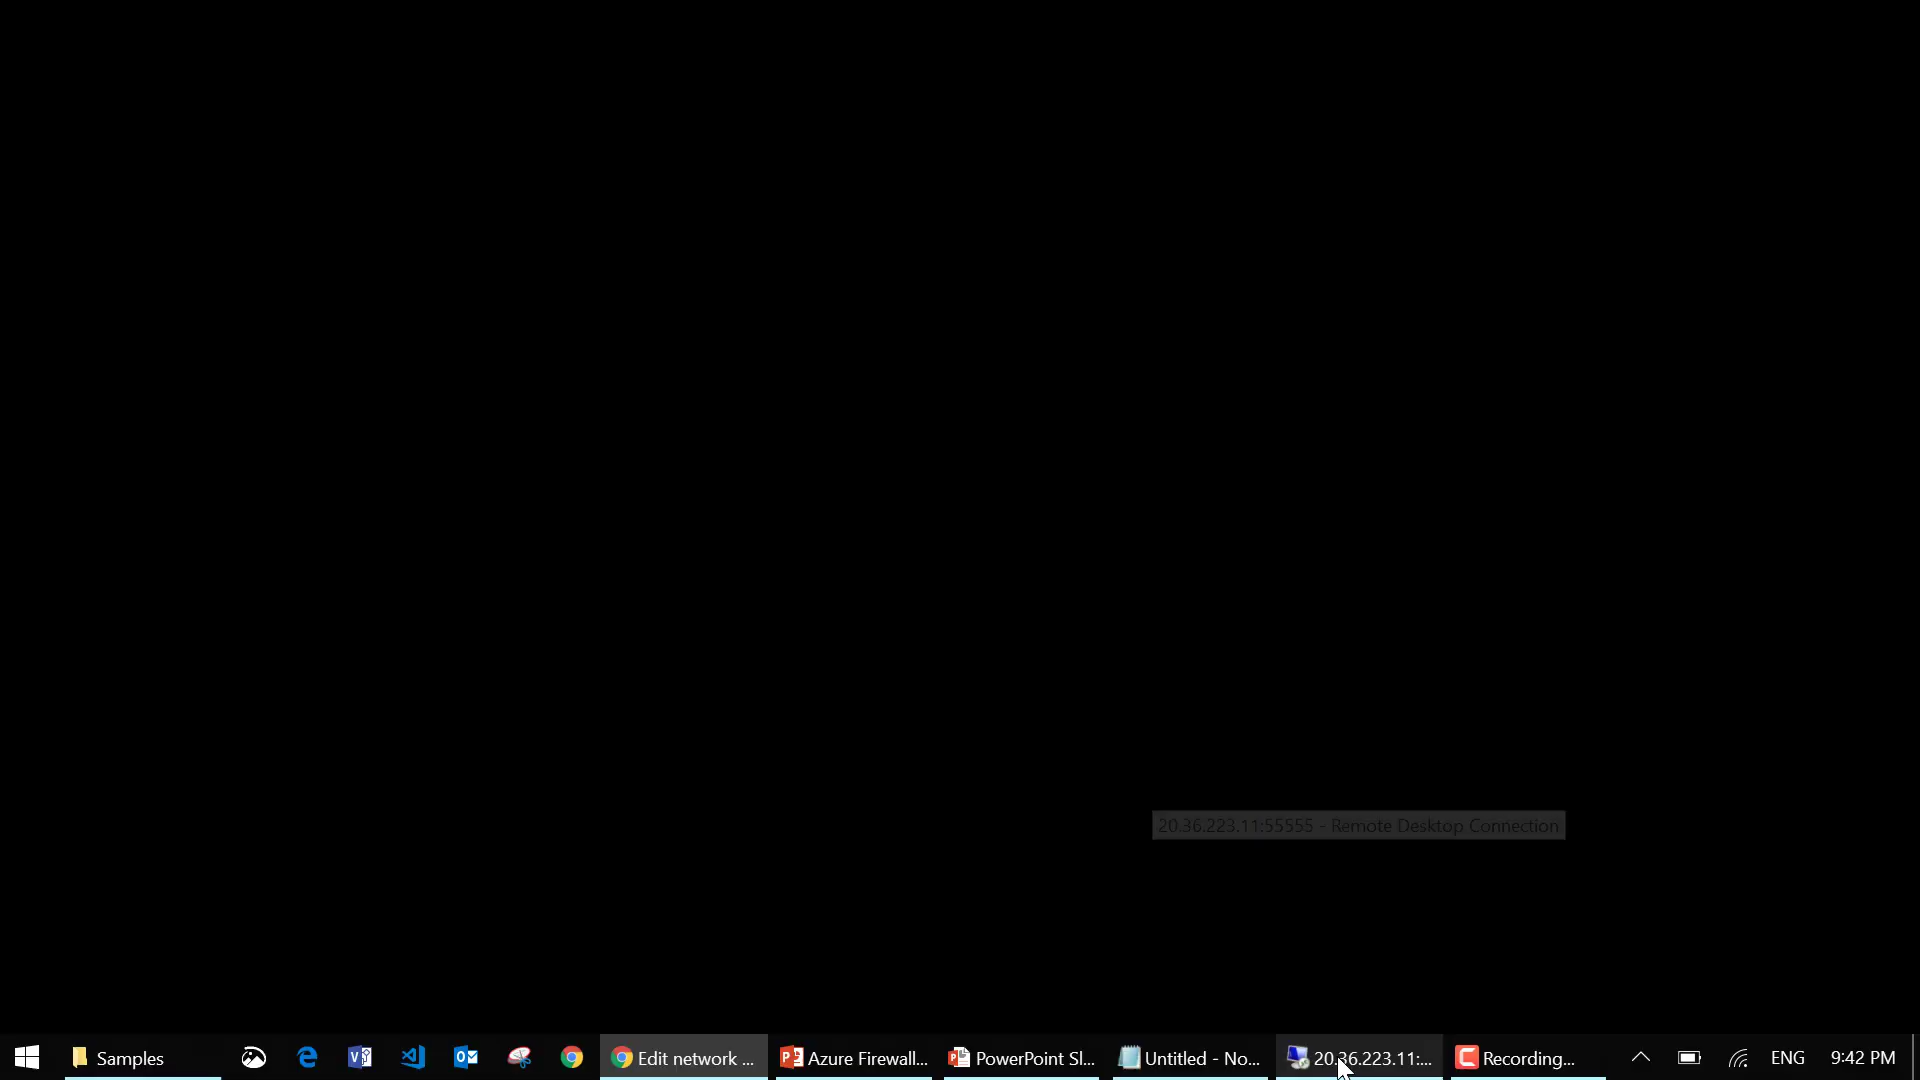 20.36.223.11:55555 - Remote Desktop Connection
Samples
Edit network ...
Azure Firewall...
PowerPoint Sl...
Untitled - No...
20.36.223.11:...
Recording...
ENG
9:42 PM